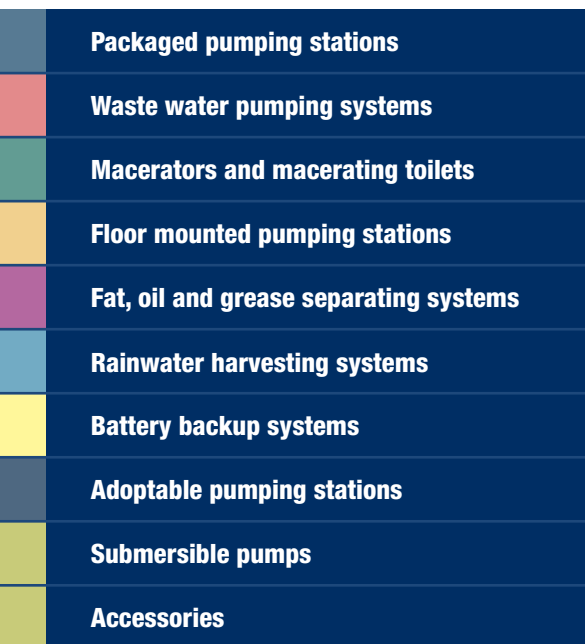 Packaged pumping stations
Waste water pumping systems
Macerators and macerating toilets
Floor mounted pumping stations
Fat, oil and grease separating systems
Rainwater harvesting systems
Battery backup systems
Adoptable pumping stations
Submersible pumps
Accessories